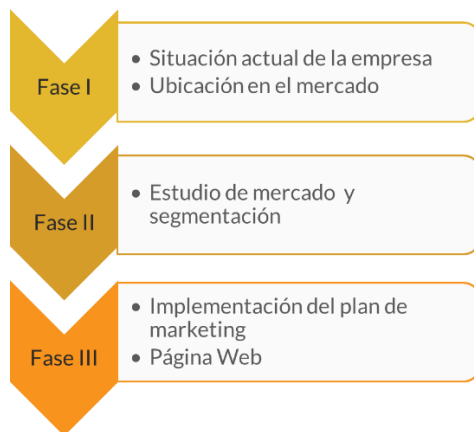 Fase I
• Situación actual de la empresa
• Ubicación en el mercado
Fase II
• Estudio de mercado y
segmentación
Fase III
• Implementación del plan de
marketing
• Página Web